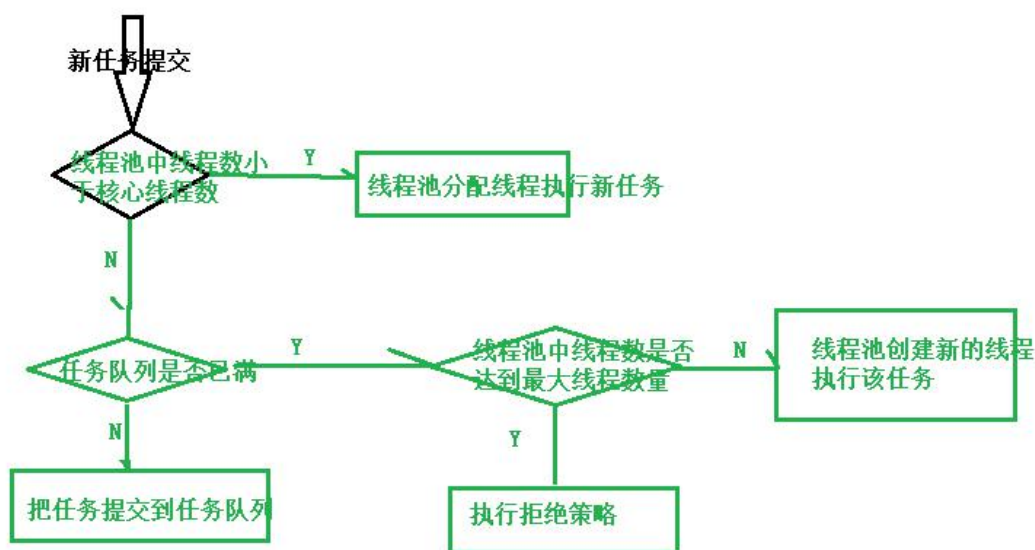 新任务提交
线程池中线程数小
于核心线程数
Y
线程池分配线程执行新任务
N
任务队列是否已满
Y
线程池中线程数是否
达到最大线程数量
N
线程池创建新的线程
执行该任务
N
Y
把任务提交到任务队列
执行拒绝策略